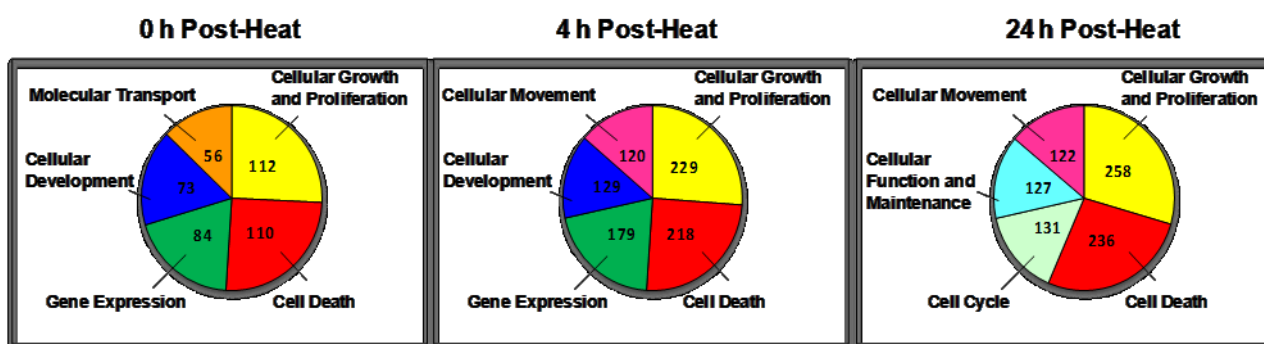 0 h Post-Heat
Molecular Transport
Cellular Growth
and Proliferation
Cellular
Development
56
112
73
84
110
Gene Expression
Cell Death
4 h Post-Heat
Cellular Movement
Cellular Growth
and Proliferation
Cellular
Development
120
229
129
179
218
Gene Expression
Cell Death
24 h Post-Heat
Cellular Movement
Cellular Growth
and Proliferation
Cellular
Function and
Maintenance
122
258
127
131
236
Cell Cycle
Cell Death